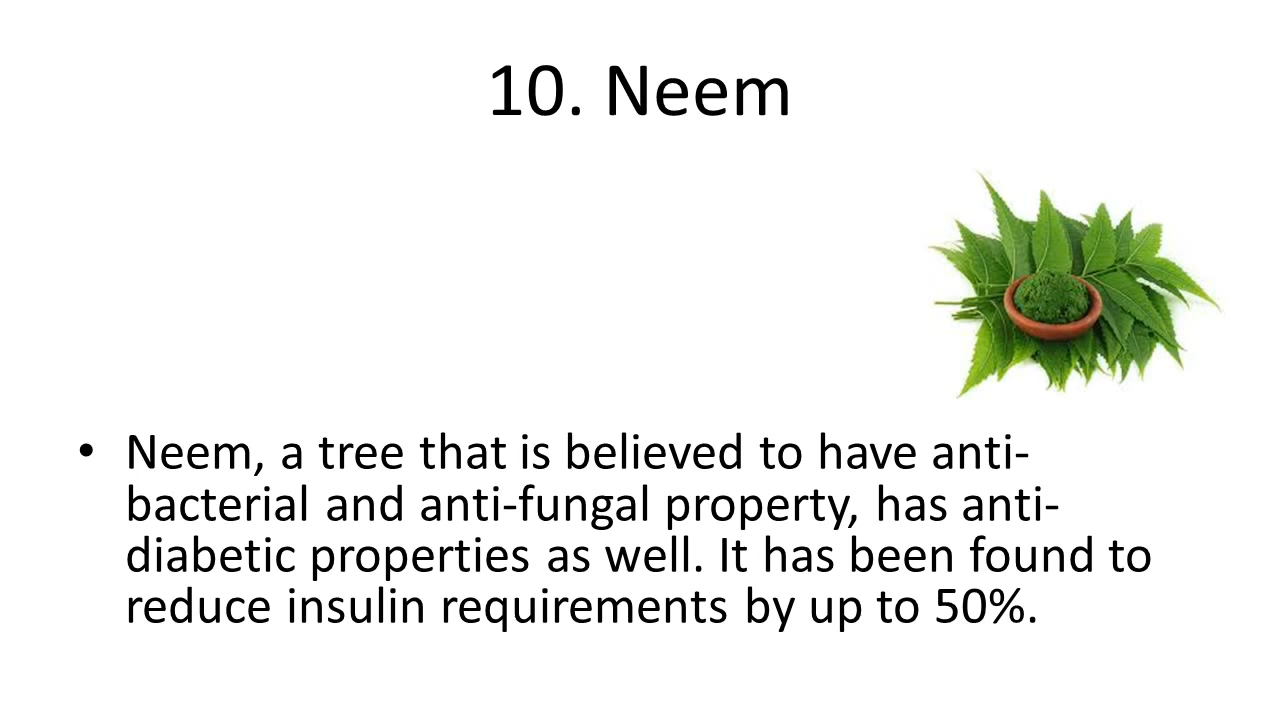 10. Neem
• Neem, a tree that is believed to have anti-
bacterial and anti-fungal property, has anti-
diabetic properties as well. It has been found to
reduce insulin requirements by up to 50%.